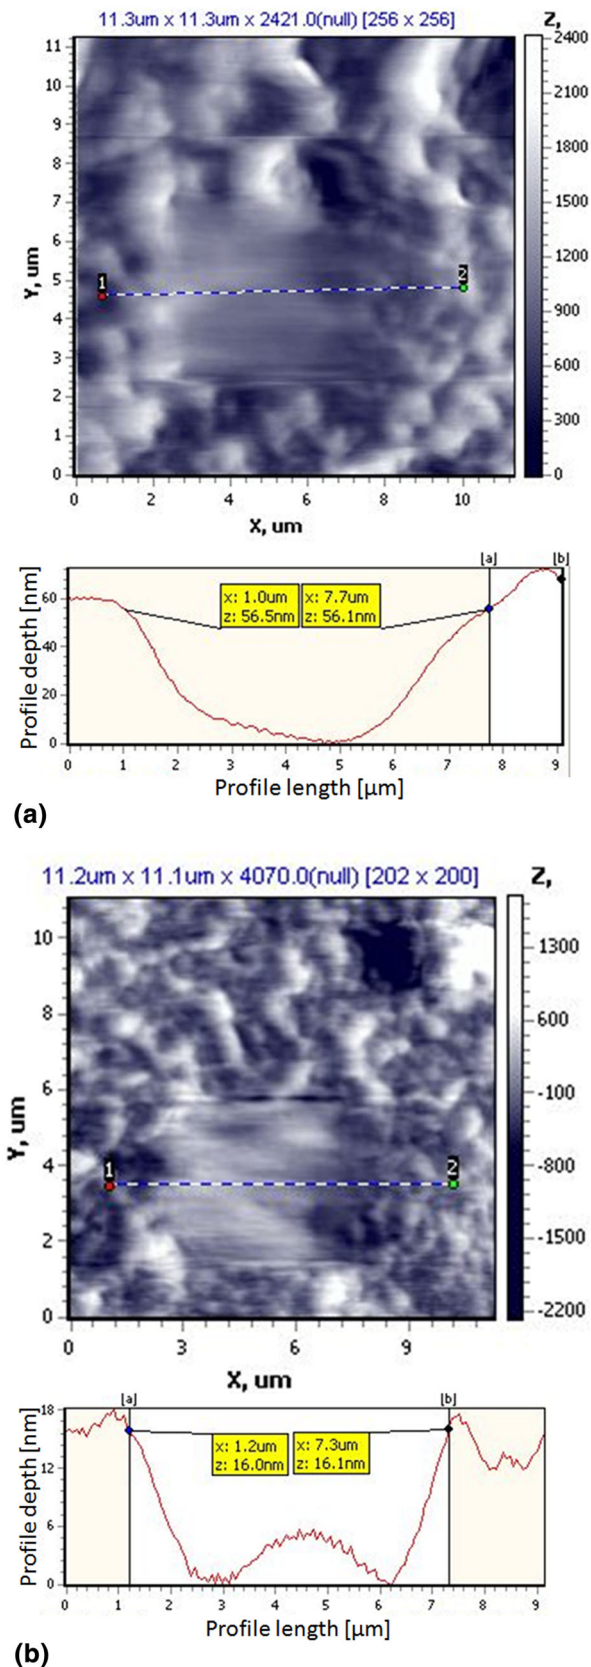 11.3um x 11.3um x 2421.0(null) [256 x 256]
Z,
2400
2100
1800
1500
1200
900
600
300
0
11
10
9
8
7
6
5
4
3
2
1
0
Y, um
1
2
0 2 4 6 8 10
X, um
[a] [b]
x: 1.0um
z: 56.5nm
x: 7.7um
z: 56.1nm
60
40
20
0
Profile depth [nm]
0 1 2 3 4 5 6 7 8 9
Profile length [µm]
(a)
11.2um x 11.1um x 4070.0(null) [202 x 200]
Z,
1300
600
-100
-800
-1500
-2200
10
8
6
4
2
0
Y, um
1
2
0 3 6 9
X, um
[a] [b]
x: 1.2um
z: 16.0nm
x: 7.3um
z: 16.1nm
18
12
6
0
Profile depth [nm]
0 1 2 3 4 5 6 7 8 9
Profile length [µm]
(b)